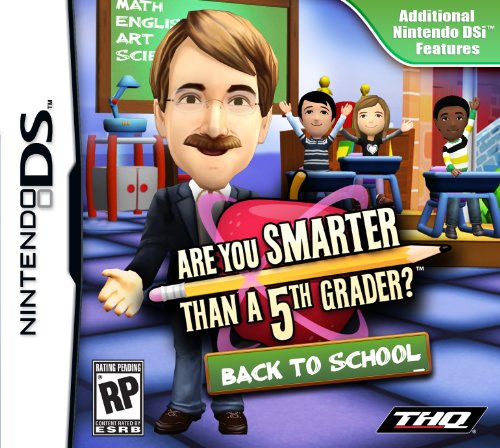 MATH
ENGLIS
ART
SCIE
Additional
Nintendo DSi™
Features
NINTENDO DS™
ARE YOU SMARTER
THAN A 5TH GRADER?™
BACK TO SCHOOL
RATING PENDING
RP
CONTENT RATED BY
ESRB
THQ®